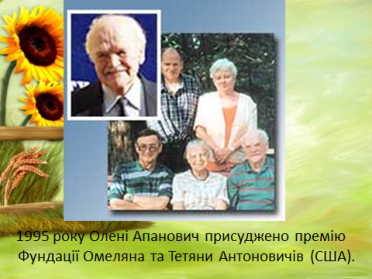 1995 року Олені Апанович присуджено премію
Фундації Омеляна та Тетяни Антоновичів (США).